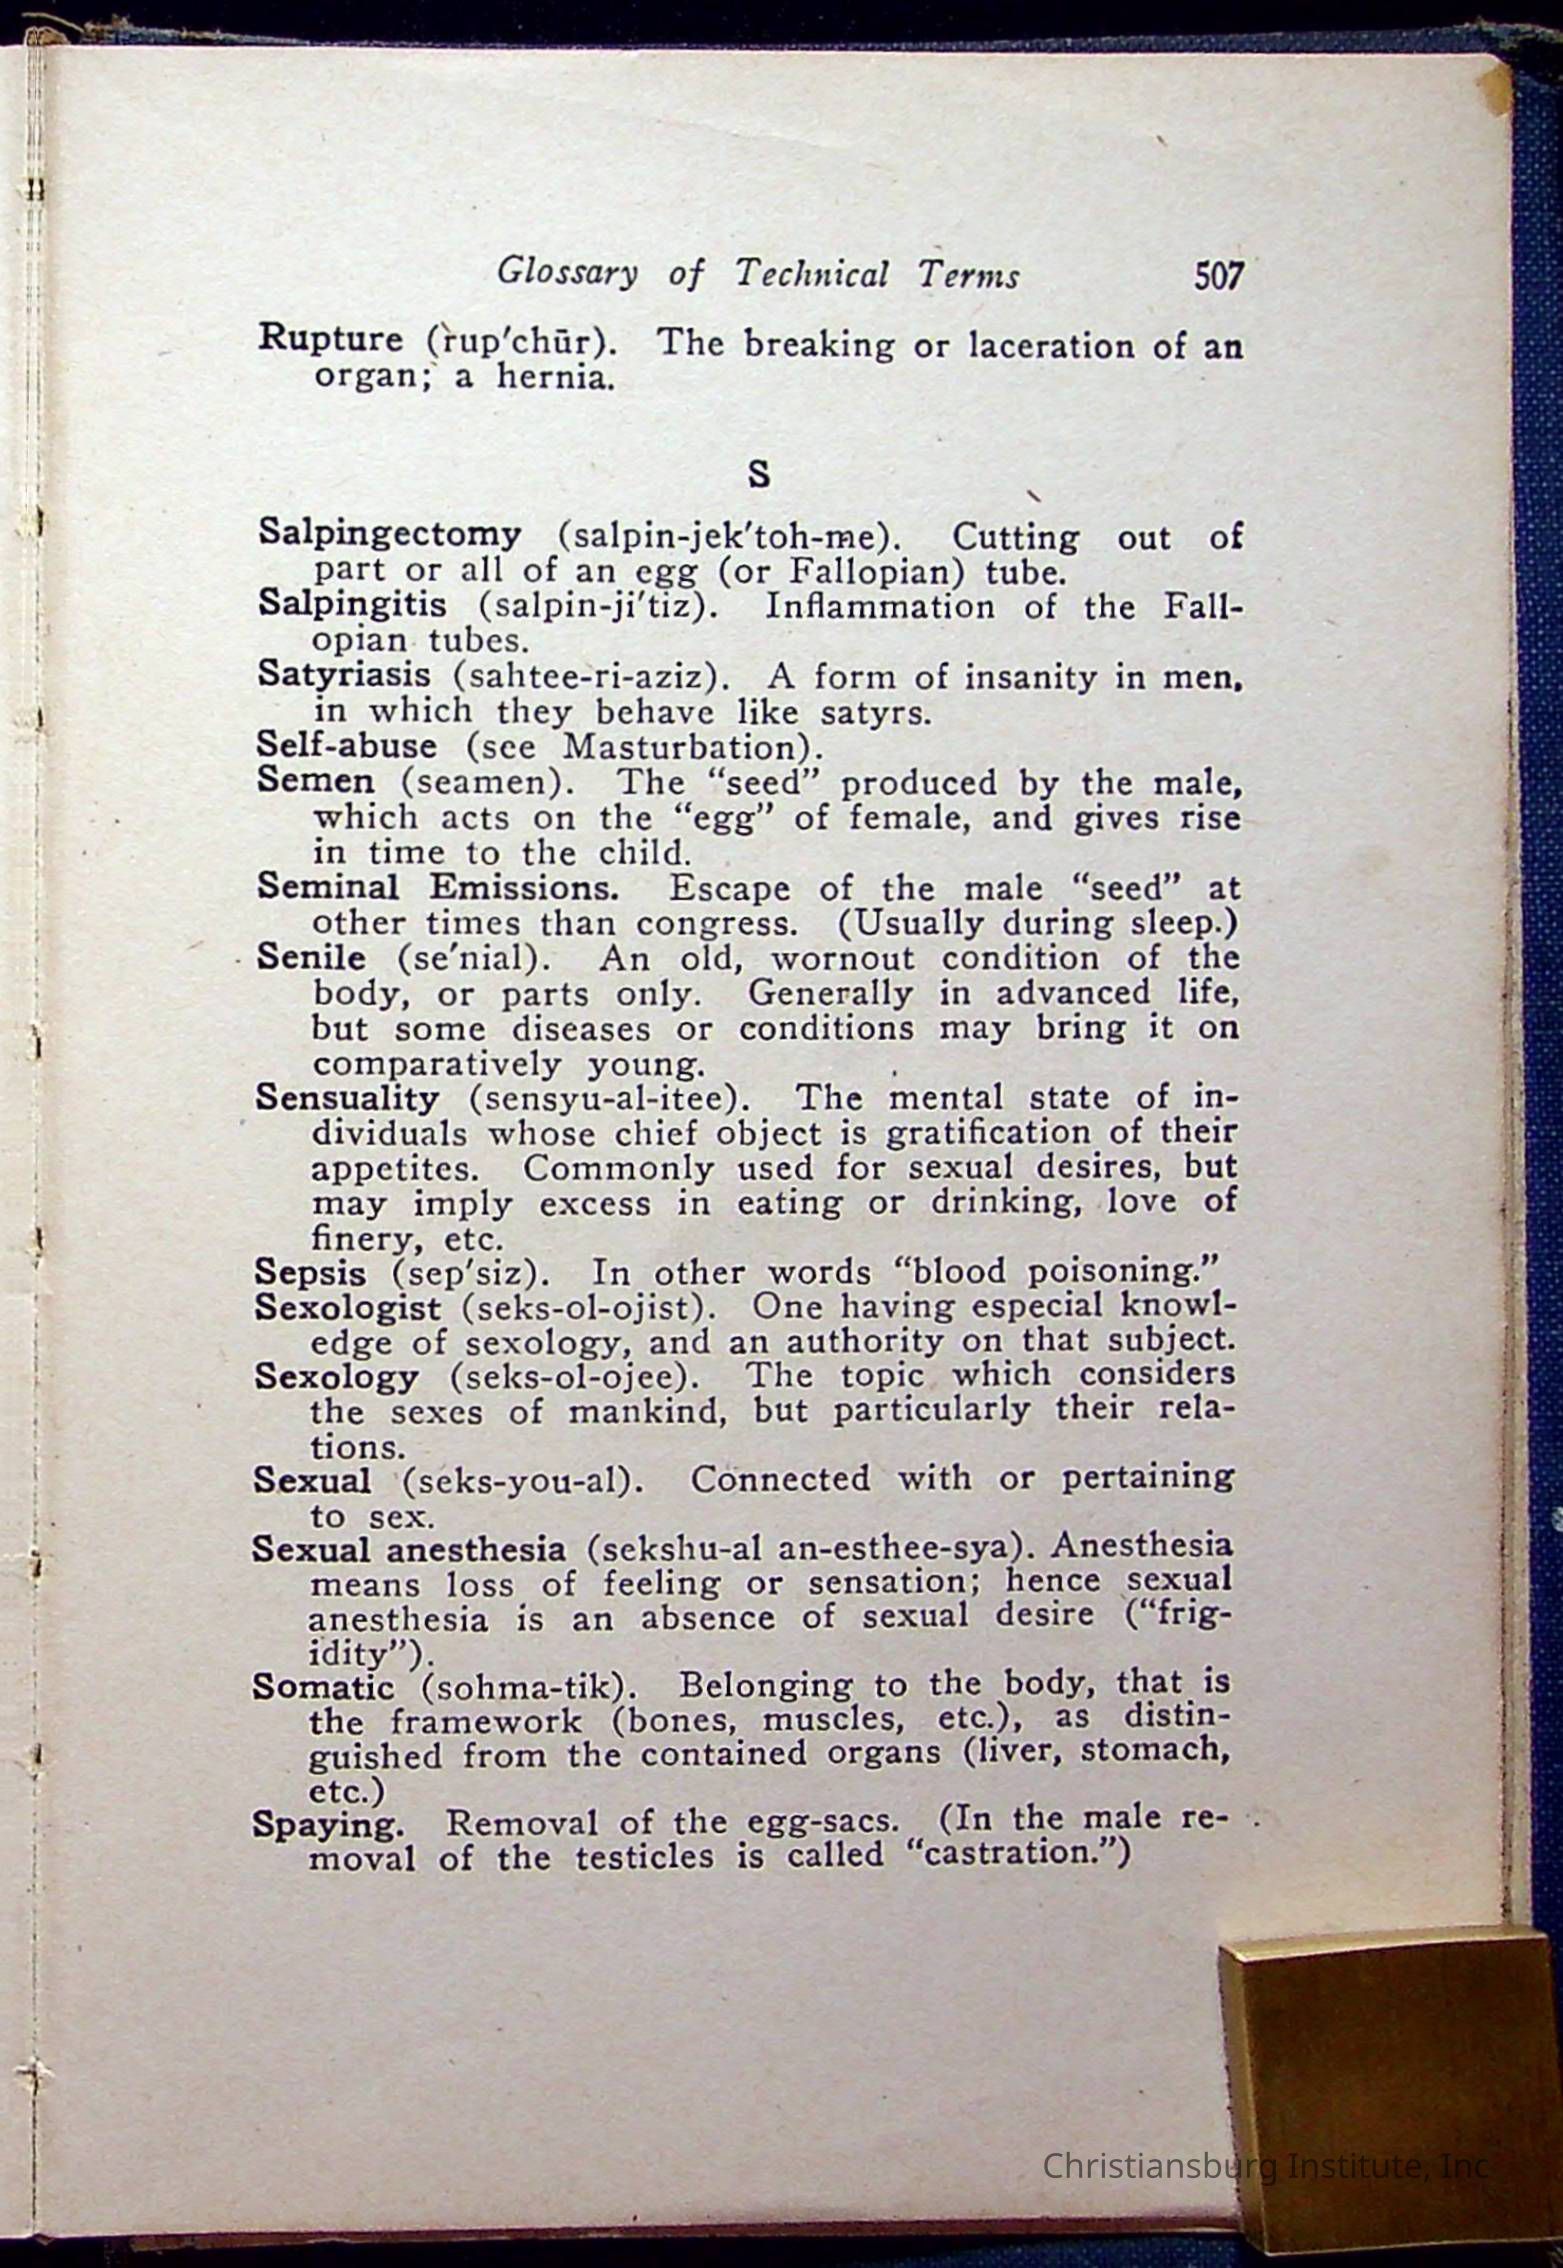 Glossary of Technical Terms 507
Rupture (rup'chūr). The breaking or laceration of an
organ; a hernia.
S
Salpingectomy (salpin-jek'toh-me). Cutting out of
part or all of an egg (or Fallopian) tube.
Salpingitis (salpin-ji'tiz). Inflammation of the Fall-
opian tubes.
Satyriasis (sahtee-ri-aziz). A form of insanity in men,
in which they behave like satyrs.
Self-abuse (see Masturbation).
Semen (seamen). The “seed” produced by the male,
which acts on the “egg” of female, and gives rise
in time to the child.
Seminal Emissions. Escape of the male “seed” at
other times than congress. (Usually during sleep.)
Senile (se'nial). An old, wornout condition of the
body, or parts only. Generally in advanced life,
but some diseases or conditions may bring it on
comparatively young.
Sensuality (sensyu-al-itee). The mental state of in-
dividuals whose chief object is gratification of their
appetites. Commonly used for sexual desires, but
may imply excess in eating or drinking, love of
finery, etc.
Sepsis (sep'siz). In other words “blood poisoning.”
Sexologist (seks-ol-ojist). One having especial knowl-
edge of sexology, and an authority on that subject.
Sexology (seks-ol-ojee). The topic which considers
the sexes of mankind, but particularly their rela-
tions.
Sexual (seks-you-al). Connected with or pertaining
to sex.
Sexual anesthesia (sekshu-al an-esthee-sya). Anesthesia
means loss of feeling or sensation; hence sexual
anesthesia is an absence of sexual desire (“frig-
idity”).
Somatic (sohma-tik). Belonging to the body, that is
the framework (bones, muscles, etc.), as distin-
guished from the contained organs (liver, stomach,
etc.)
Spaying. Removal of the egg-sacs. (In the male re-
moval of the testicles is called “castration.”)
Christiansburg Institute, Inc